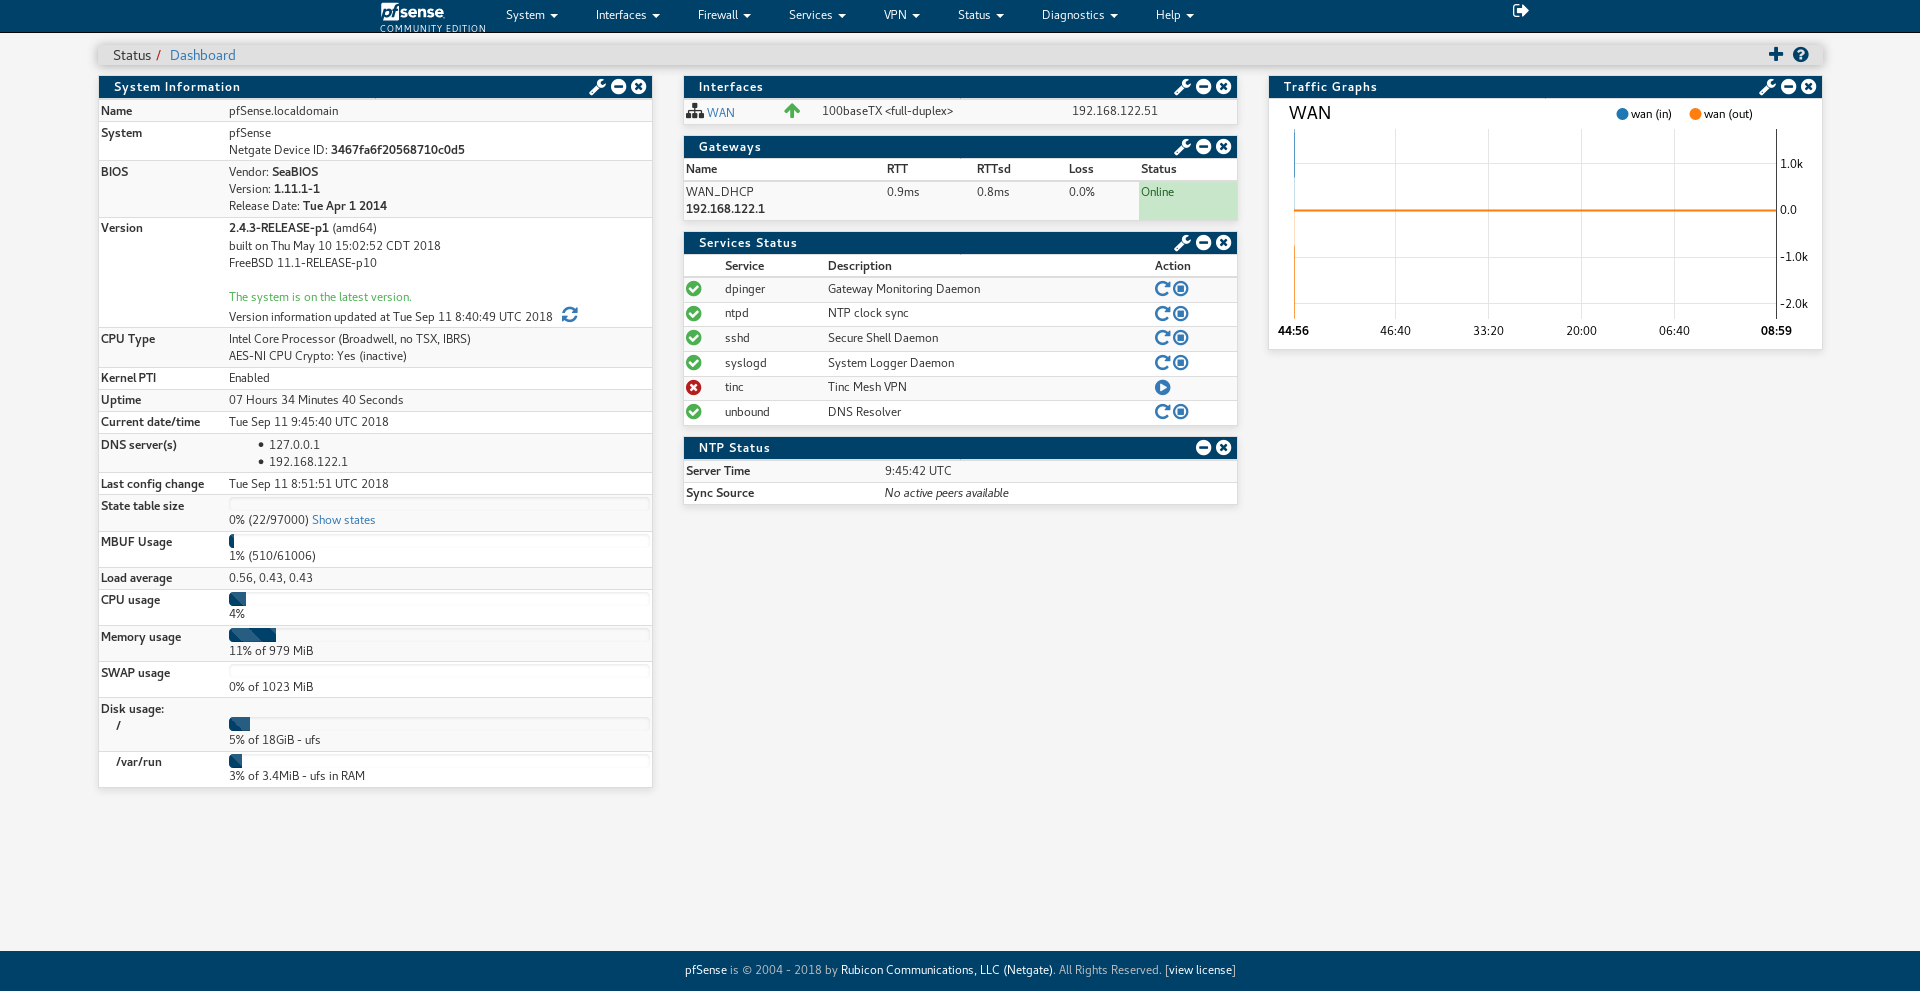 pfsense
COMMUNITY EDITION
System
Interfaces
Firewall
Services
VPN
Status
Diagnostics
Help
Status / Dashboard
System Information
Name pfSense.localdomain
System pfSense
Netgate Device ID: 3467fa6f20568710c0d5
BIOS Vendor: SeaBIOS
Version: 1.11.1-1
Release Date: Tue Apr 1 2014
Version 2.4.3-RELEASE-p1 (amd64)
built on Thu May 10 15:02:52 CDT 2018
FreeBSD 11.1-RELEASE-p10
The system is on the latest version.
Version information updated at Tue Sep 11 8:40:49 UTC 2018
CPU Type Intel Core Processor (Broadwell, no TSX, IBRS)
AES-NI CPU Crypto: Yes (inactive)
Kernel PTI Enabled
Uptime 07 Hours 34 Minutes 40 Seconds
Current date/time Tue Sep 11 9:45:40 UTC 2018
DNS server(s) • 127.0.0.1
• 192.168.122.1
Last config change Tue Sep 11 8:51:51 UTC 2018
State table size
0% (22/97000) Show states
MBUF Usage
1% (510/61006)
Load average 0.56, 0.43, 0.43
CPU usage
4%
Memory usage
11% of 979 MiB
SWAP usage
0% of 1023 MiB
Disk usage:
/
5% of 18GiB - ufs
/var/run
3% of 3.4MiB - ufs in RAM
Interfaces
WAN 100baseTX <full-duplex> 192.168.122.51
Gateways
Name RTT RTTsd Loss Status
WAN_DHCP 0.9ms 0.8ms 0.0% Online
192.168.122.1
Services Status
Service Description Action
dpinger Gateway Monitoring Daemon
ntpd NTP clock sync
sshd Secure Shell Daemon
syslogd System Logger Daemon
tinc Tinc Mesh VPN
unbound DNS Resolver
NTP Status
Server Time 9:45:42 UTC
Sync Source No active peers available
Traffic Graphs
WAN wan (in) wan (out)
1.0k
0.0
-1.0k
-2.0k
44:56 46:40 33:20 20:00 06:40 08:59
pfSense is © 2004 - 2018 by Rubicon Communications, LLC (Netgate). All Rights Reserved. [view license]